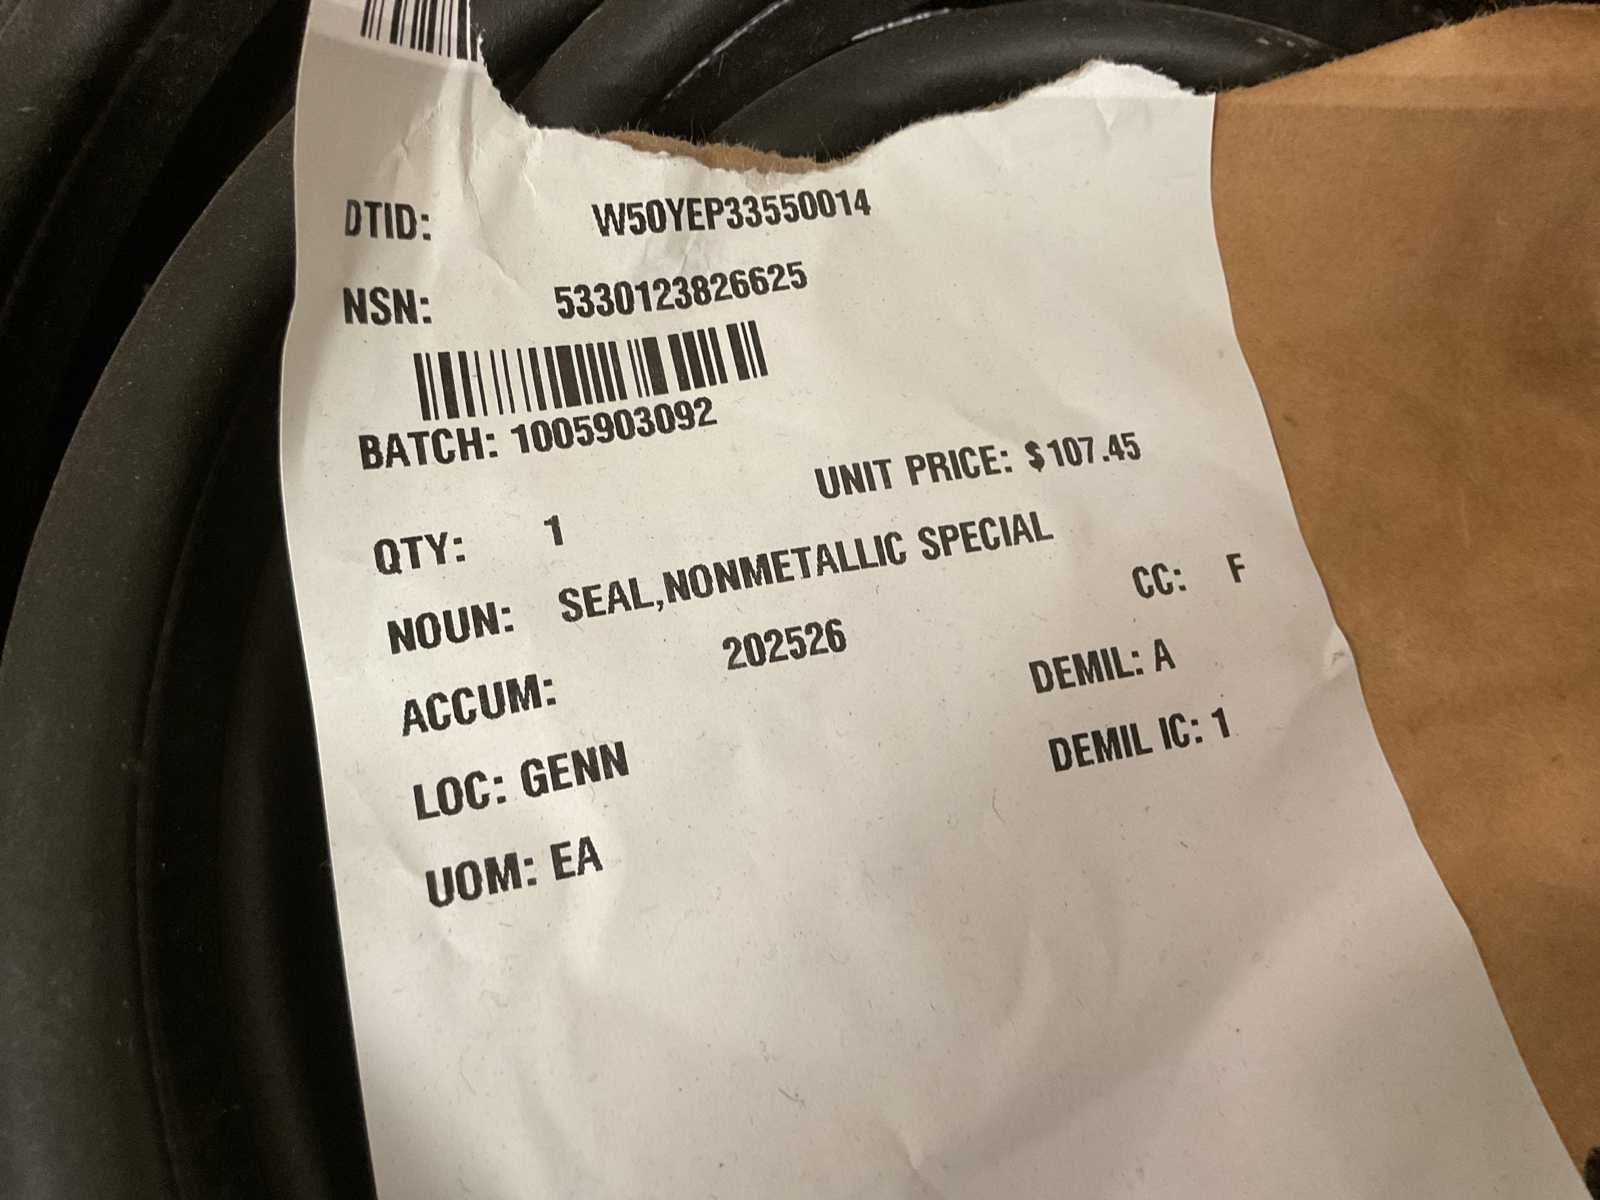 DTID: W50YEP33550014
NSN: 5330123826625
BATCH: 1005903092
UNIT PRICE: $107.45
QTY: 1
NOUN: SEAL,NONMETALLIC SPECIAL
CC: F
ACCUM: 202526
DEMIL: A
LOC: GENN
DEMIL IC: 1
UOM: EA